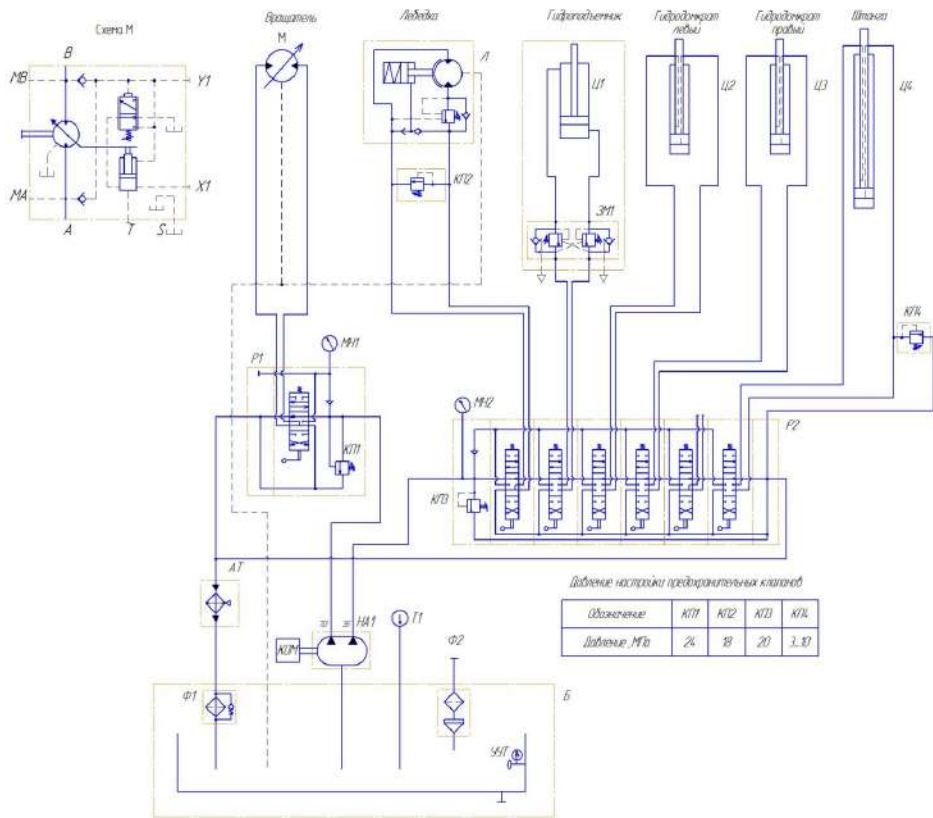 Схема М
Вращатель
Лебедка
Гидроподъемник
Гидродомкрат левый
Гидродомкрат правый
Штанга
B
М
Л
MB
Y1
Ц1
Ц2
Ц3
Ц4
MA
X1
КП2
ЗМ1
A
T
S
КП4
МН1
Р1
МН2
Р2
КП1
КП3
АТ
Давление настройки предохранительных клапанов
Обозначение КП1 КП2 КП3 КП4
Давление, МПа 24 18 20 3..10
НА1
Т1
КОМ
Ф2
Ф1
Б
УУТ